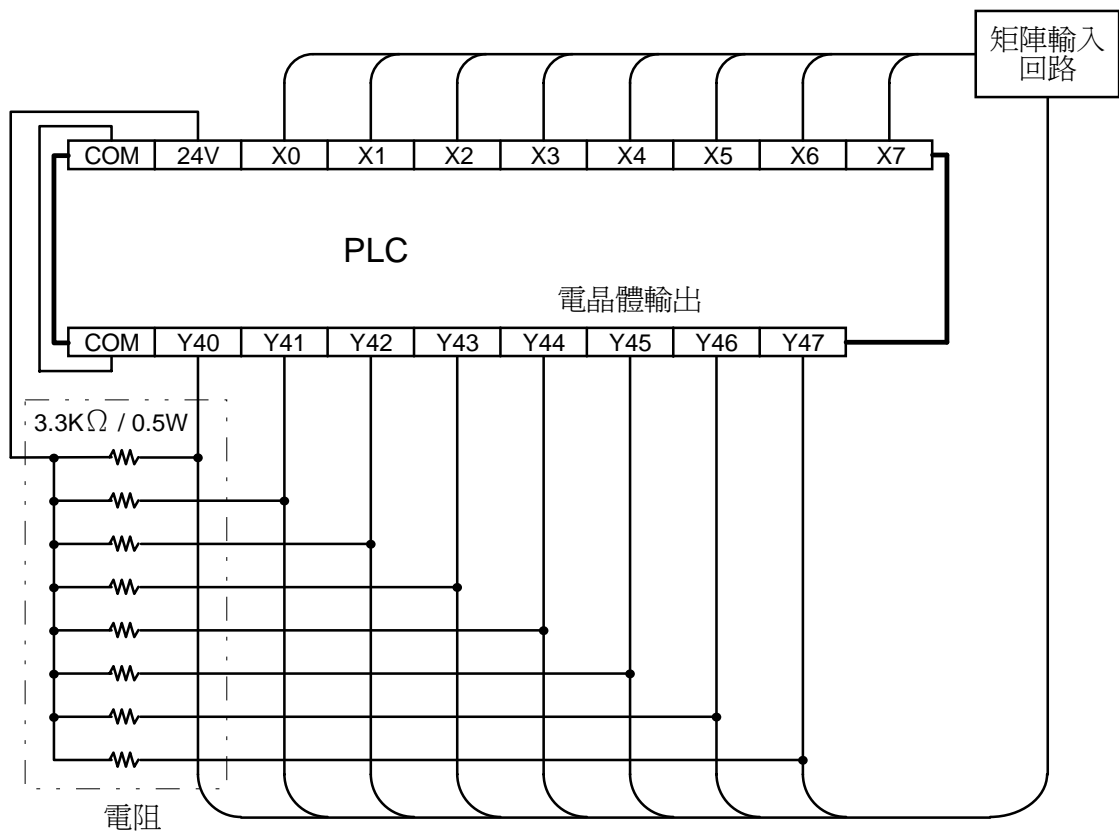 矩陣輸入
回路
COM 24V X0 X1 X2 X3 X4 X5 X6 X7
PLC
電晶體輸出
COM Y40 Y41 Y42 Y43 Y44 Y45 Y46 Y47
3.3KΩ / 0.5W
電阻